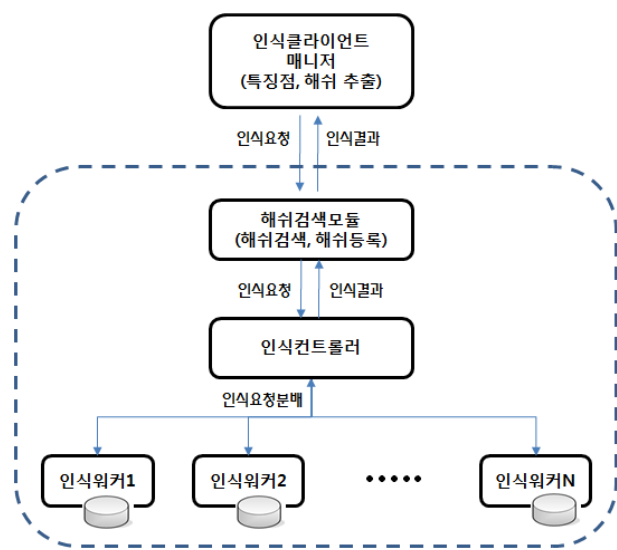 인식클라이언트
매니저
(특징점, 해쉬 추출)
인식요청
인식결과
해쉬검색모듈
(해쉬검색, 해쉬등록)
인식요청
인식결과
인식컨트롤러
인식요청분배
인식워커1
인식워커2
•••••
인식워커N